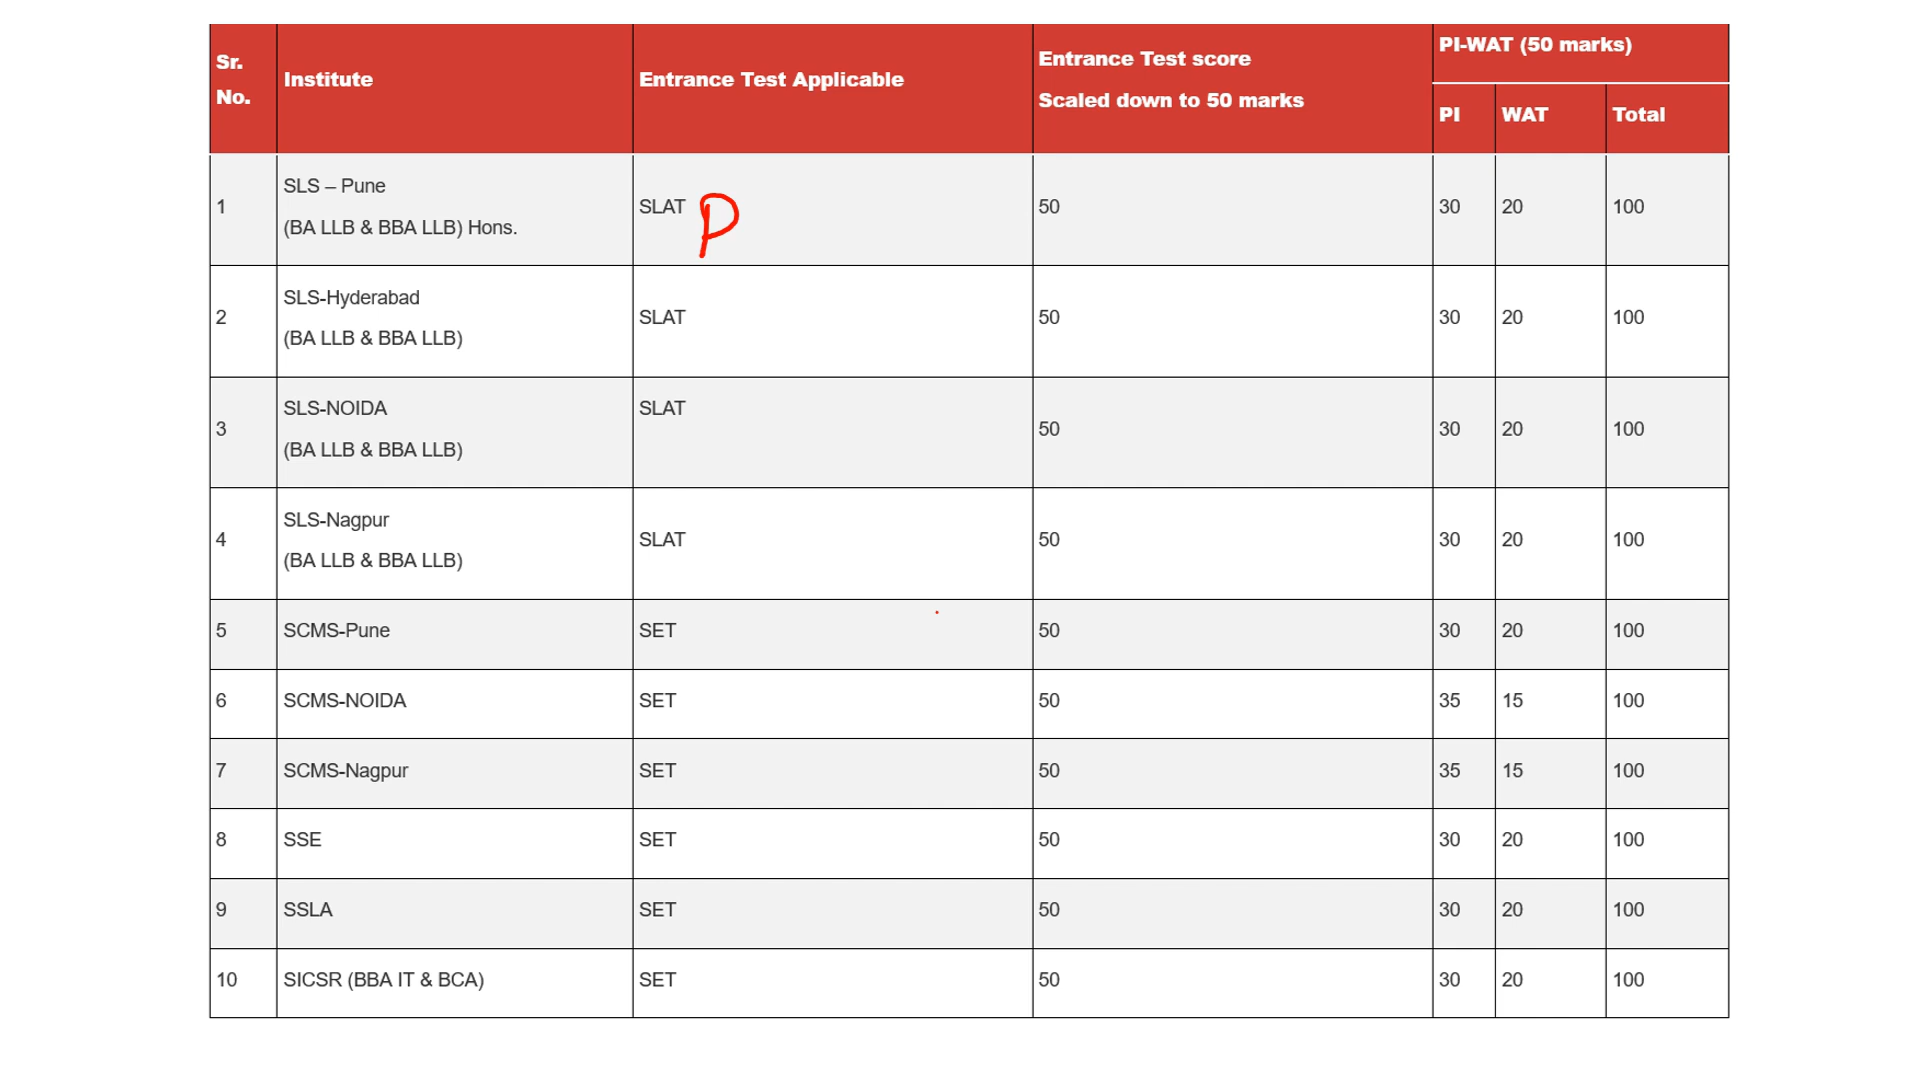 Sr. No. Institute Entrance Test Applicable Entrance Test score Scaled down to 50 marks PI-WAT (50 marks)
PI WAT Total
1 SLS – Pune (BA LLB & BBA LLB) Hons. SLAT P 50 30 20 100
2 SLS-Hyderabad (BA LLB & BBA LLB) SLAT 50 30 20 100
3 SLS-NOIDA (BA LLB & BBA LLB) SLAT 50 30 20 100
4 SLS-Nagpur (BA LLB & BBA LLB) SLAT 50 30 20 100
5 SCMS-Pune SET 50 30 20 100
6 SCMS-NOIDA SET 50 35 15 100
7 SCMS-Nagpur SET 50 35 15 100
8 SSE SET 50 30 20 100
9 SSLA SET 50 30 20 100
10 SICSR (BBA IT & BCA) SET 50 30 20 100